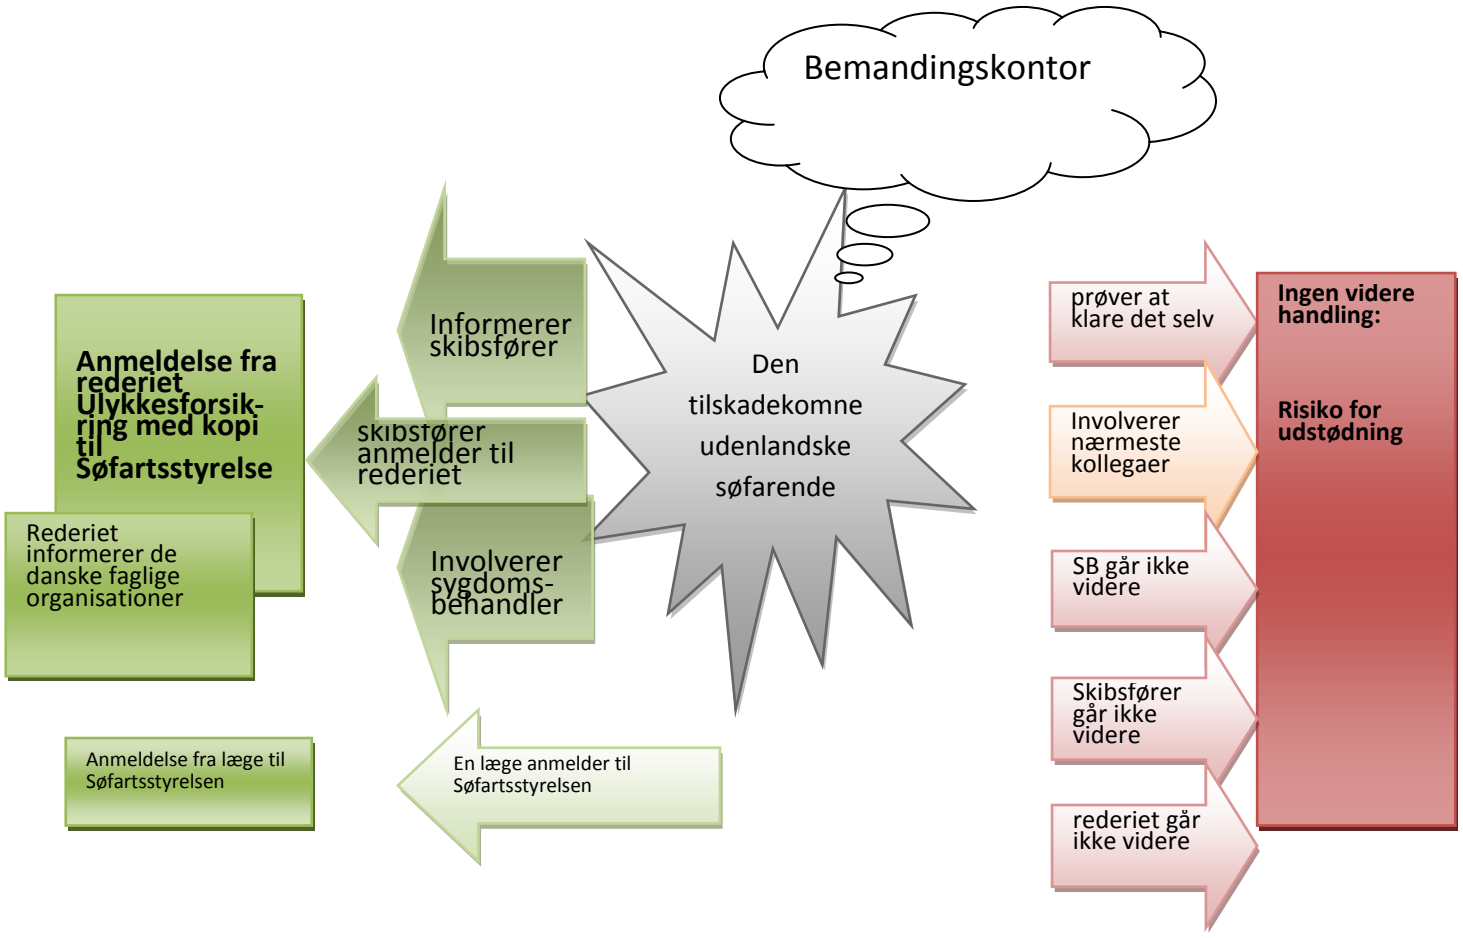 Bemandingskontor
Anmeldelse fra
rederiet
Ulykkesforsik-
ring med kopi
til
Søfartsstyrelse
Rederiet
informerer de
danske faglige
organisationer
Anmeldelse fra læge til
Søfartsstyrelsen
Informerer
skibsfører
skibsfører
anmelder til
rederiet
Involverer
sygdoms-
behandler
En læge anmelder til
Søfartsstyrelsen
Den
tilskadekomne
udenlandske
søfarende
prøver at
klare det selv
Involverer
nærmeste
kollegaer
SB går ikke
videre
Skibsfører
går ikke
videre
rederiet går
ikke videre
Ingen videre
handling:
Risiko for
udstødning